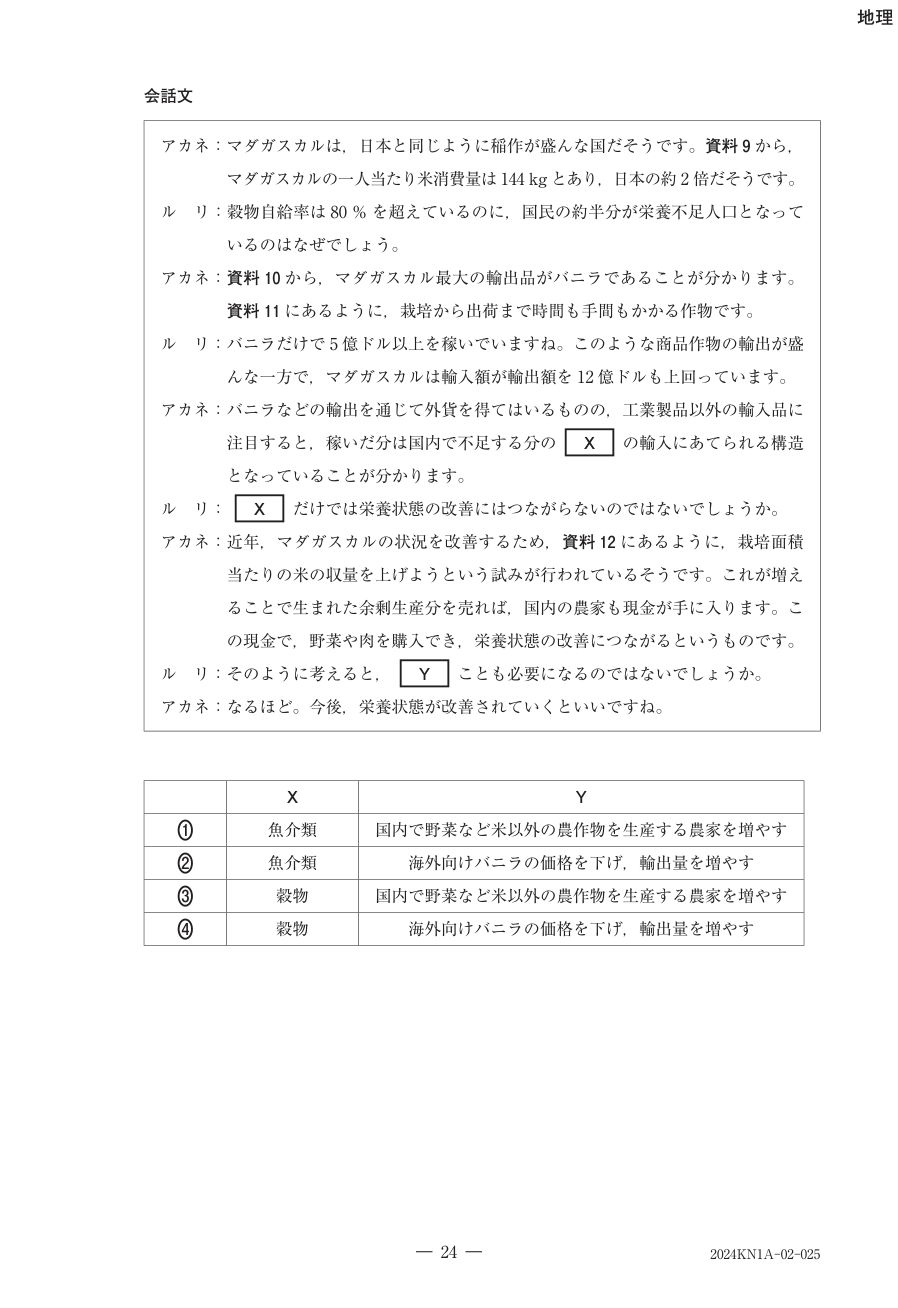 地理
会話文
アカネ：マダガスカルは，日本と同じように稲作が盛んな国だそうです。資料9から，
マダガスカルの一人当たり米消費量は144 kgとあり，日本の約2倍だそうです。
ル　リ：穀物自給率は80 %を超えているのに，国民の約半分が栄養不足人口となって
いるのはなぜでしょう。
アカネ：資料10から，マダガスカル最大の輸出品がバニラであることが分かります。
資料11にあるように，栽培から出荷まで時間も手間もかかる作物です。
ル　リ：バニラだけで5億ドル以上を稼いでいますね。このような商品作物の輸出が盛
んな一方で，マダガスカルは輸入額が輸出額を12億ドルも上回っています。
アカネ：バニラなどの輸出を通じて外貨を得てはいるものの，工業製品以外の輸入品に
注目すると，稼いだ分は国内で不足する分の X の輸入にあてられる構造
となっていることが分かります。
ル　リ： X だけでは栄養状態の改善にはつながらないのではないでしょうか。
アカネ：近年，マダガスカルの状況を改善するため，資料12にあるように，栽培面積
当たりの米の収量を上げようという試みが行われているそうです。これが増え
ることで生まれた余剰生産分を売れば，国内の農家も現金が手に入ります。こ
の現金で，野菜や肉を購入でき，栄養状態の改善につながるというものです。
ル　リ：そのように考えると， Y ことも必要になるのではないでしょうか。
アカネ：なるほど。今後，栄養状態が改善されていくといいですね。
X Y
① 魚介類 国内で野菜など米以外の農作物を生産する農家を増やす
② 魚介類 海外向けバニラの価格を下げ，輸出量を増やす
③ 穀物 国内で野菜など米以外の農作物を生産する農家を増やす
④ 穀物 海外向けバニラの価格を下げ，輸出量を増やす
― 24 ―
2024KN1A-02-025